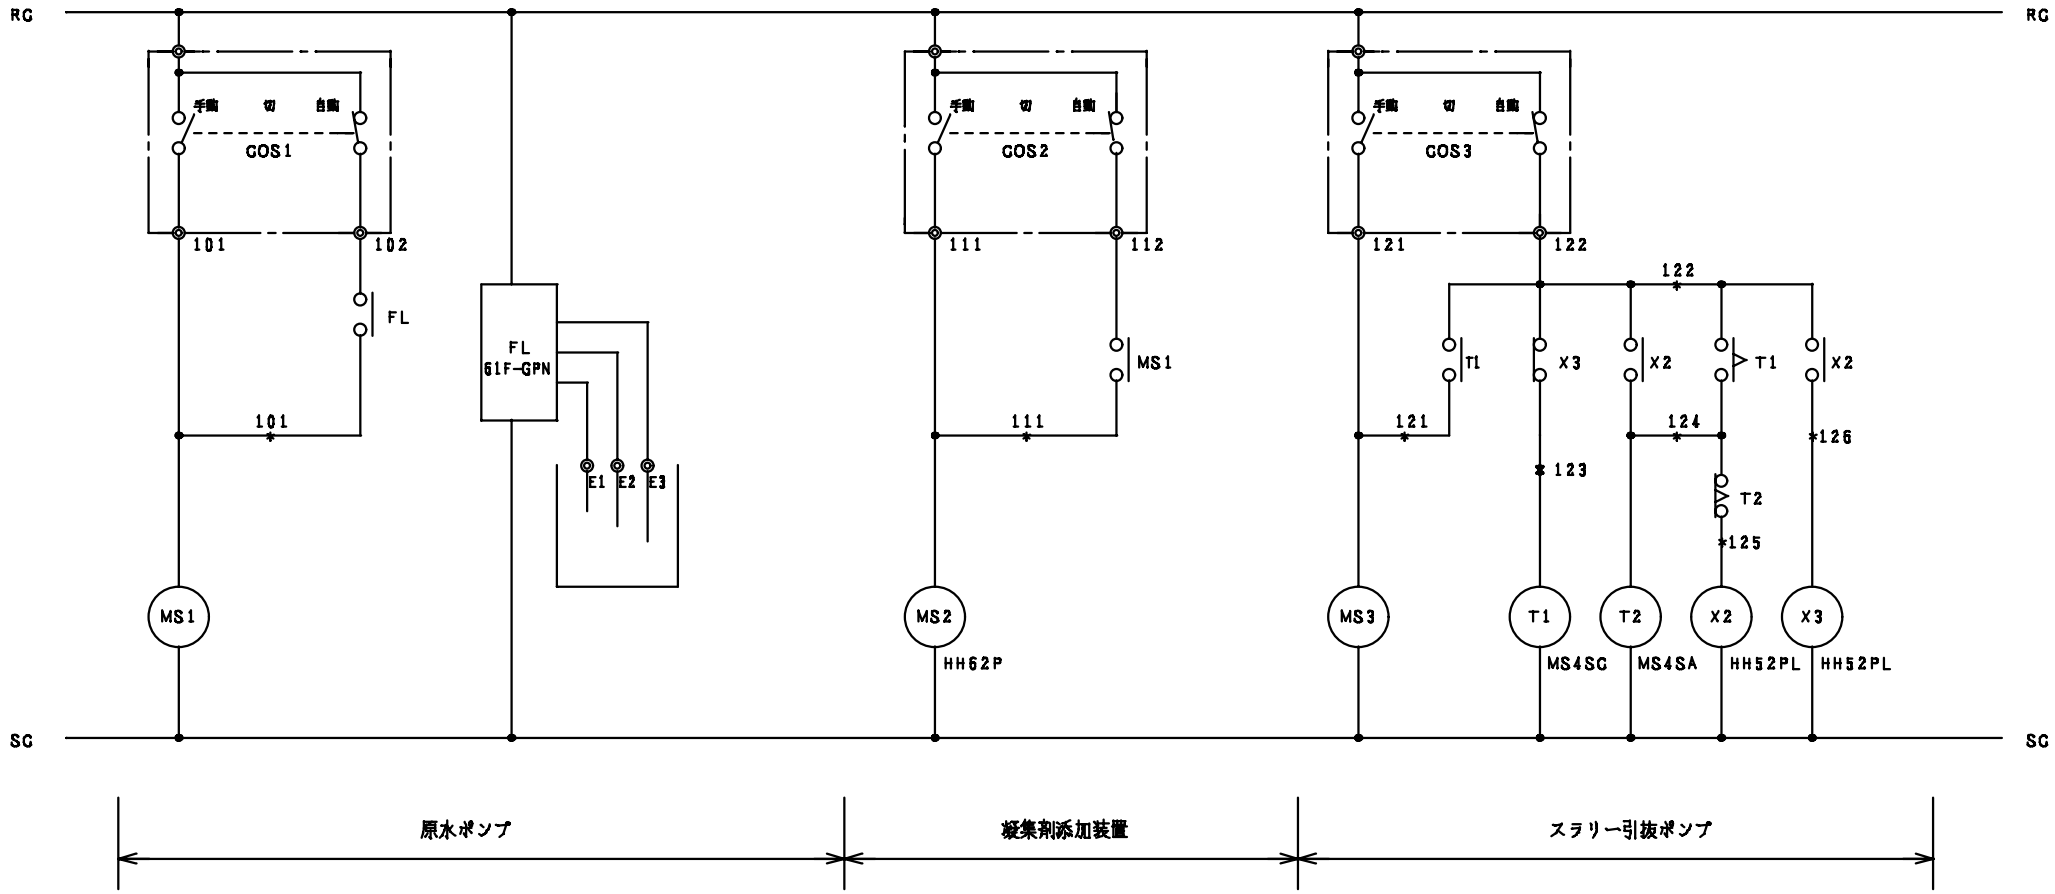 RC
RC
手動 切 自動
手動 切 自動
手動 切 自動
COS1
COS2
COS3
101
102
111
112
121
122
122
FL
FL
61F-GPN
MS1
T1
X3
X2
T1
X2
101
111
121
124
126
123
E1
E2
E3
T2
125
MS1
MS2
MS3
T1
T2
X2
X3
HH62P
MS4SC
MS4SA
HH52PL
HH52PL
SC
SC
原水ポンプ
凝集剤添加装置
スラリー引抜ポンプ